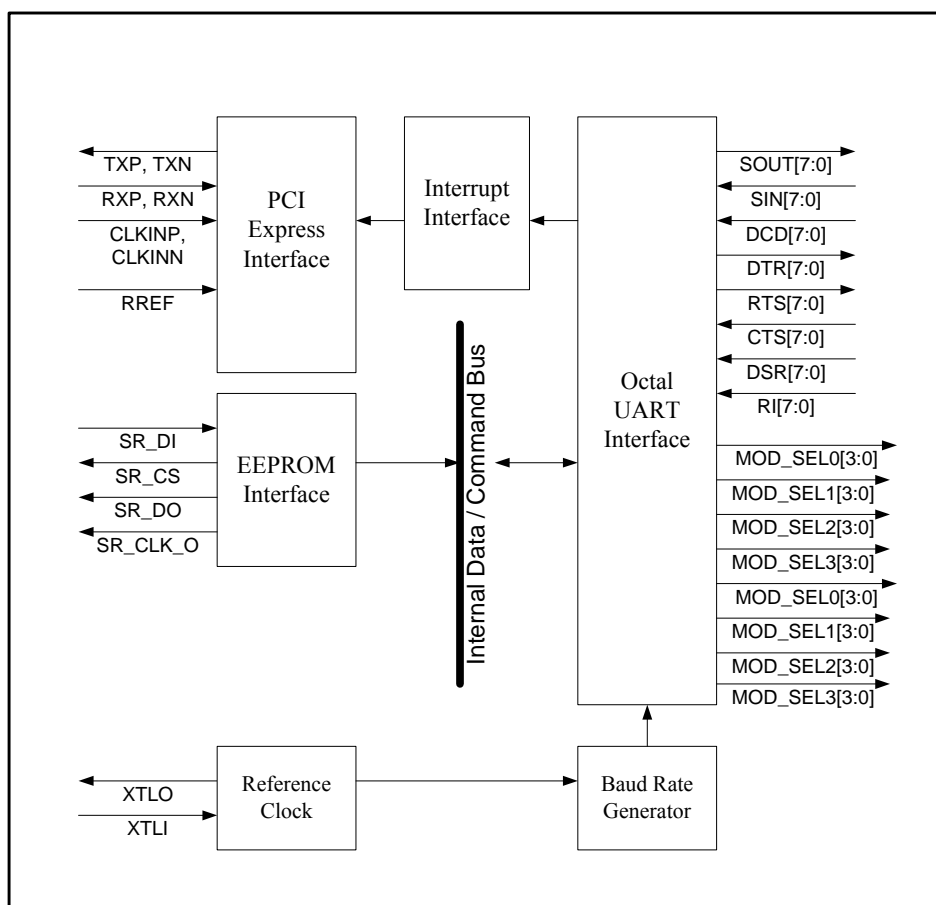 TXP, TXN
RXP, RXN
CLKINP,
CLKINN
RREF
PCI
Express
Interface
Interrupt
Interface
Octal
UART
Interface
SOUT[7:0]
SIN[7:0]
DCD[7:0]
DTR[7:0]
RTS[7:0]
CTS[7:0]
DSR[7:0]
RI[7:0]
MOD_SEL0[3:0]
MOD_SEL1[3:0]
MOD_SEL2[3:0]
MOD_SEL3[3:0]
MOD_SEL0[3:0]
MOD_SEL1[3:0]
MOD_SEL2[3:0]
MOD_SEL3[3:0]
SR_DI
SR_CS
SR_DO
SR_CLK_O
EEPROM
Interface
Internal Data / Command Bus
XTLO
XTLI
Reference
Clock
Baud Rate
Generator